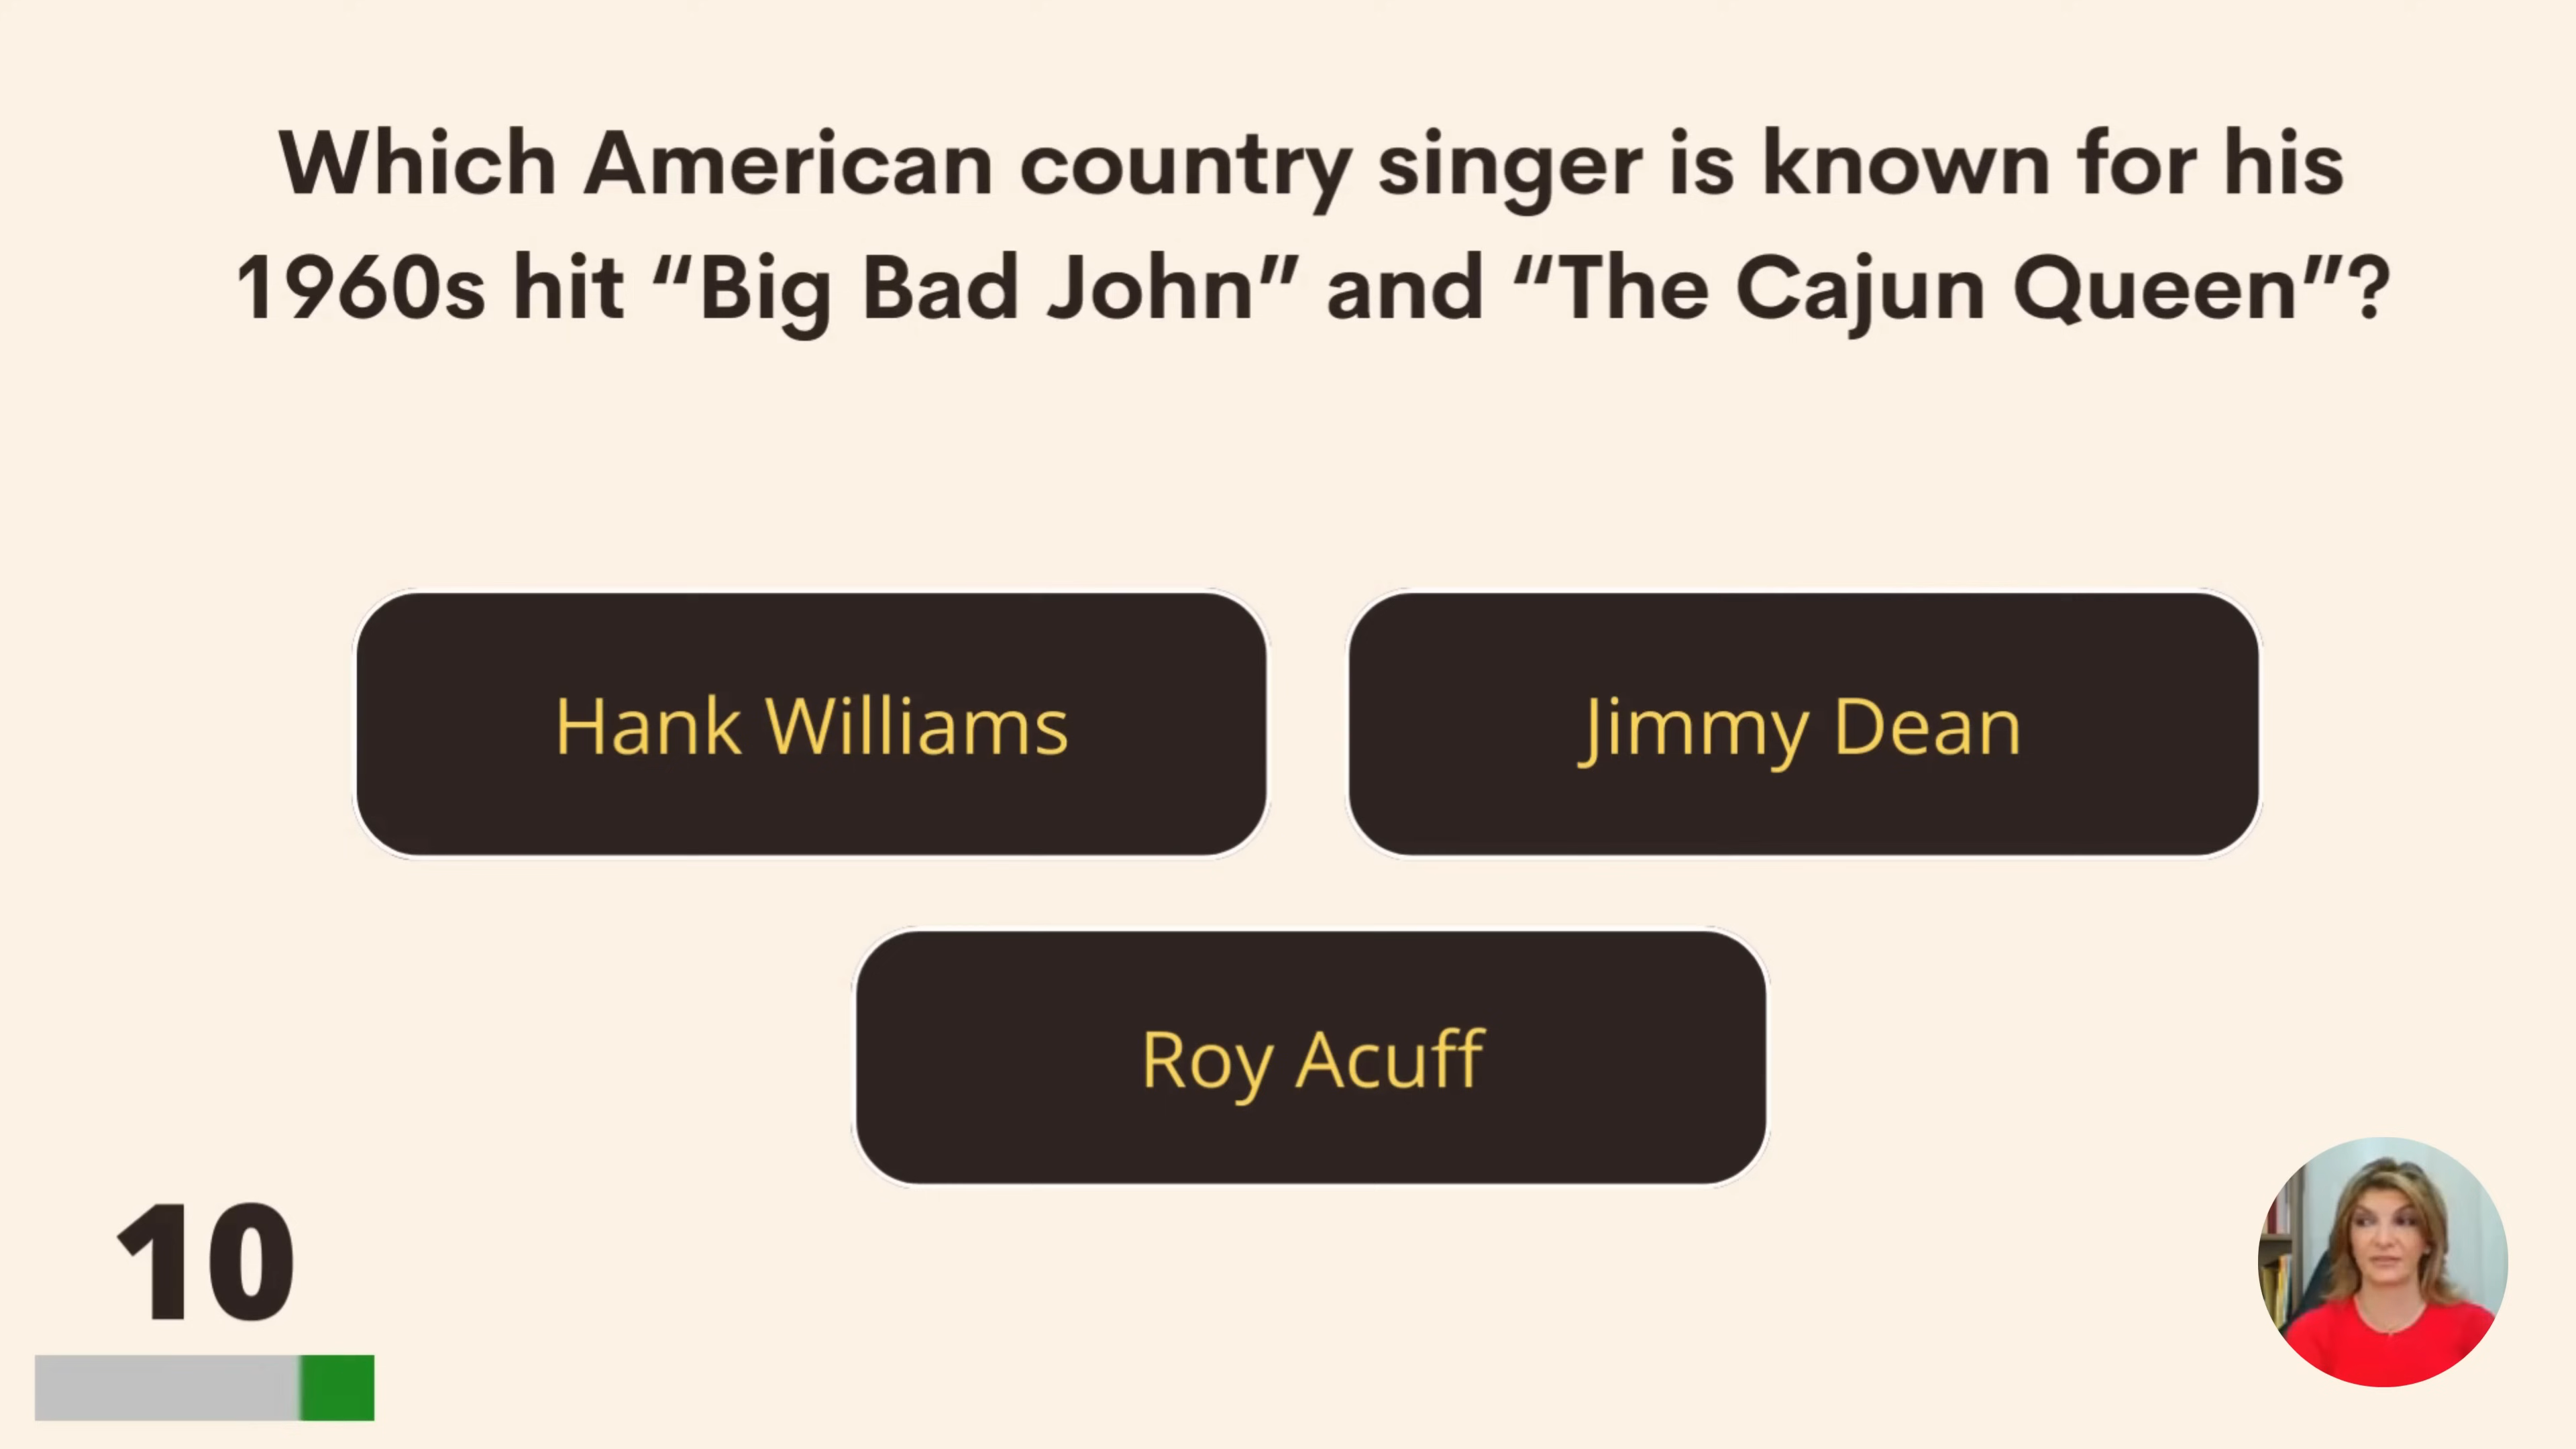 Which American country singer is known for his
1960s hit “Big Bad John” and “The Cajun Queen”?
Hank Williams
Jimmy Dean
Roy Acuff
10